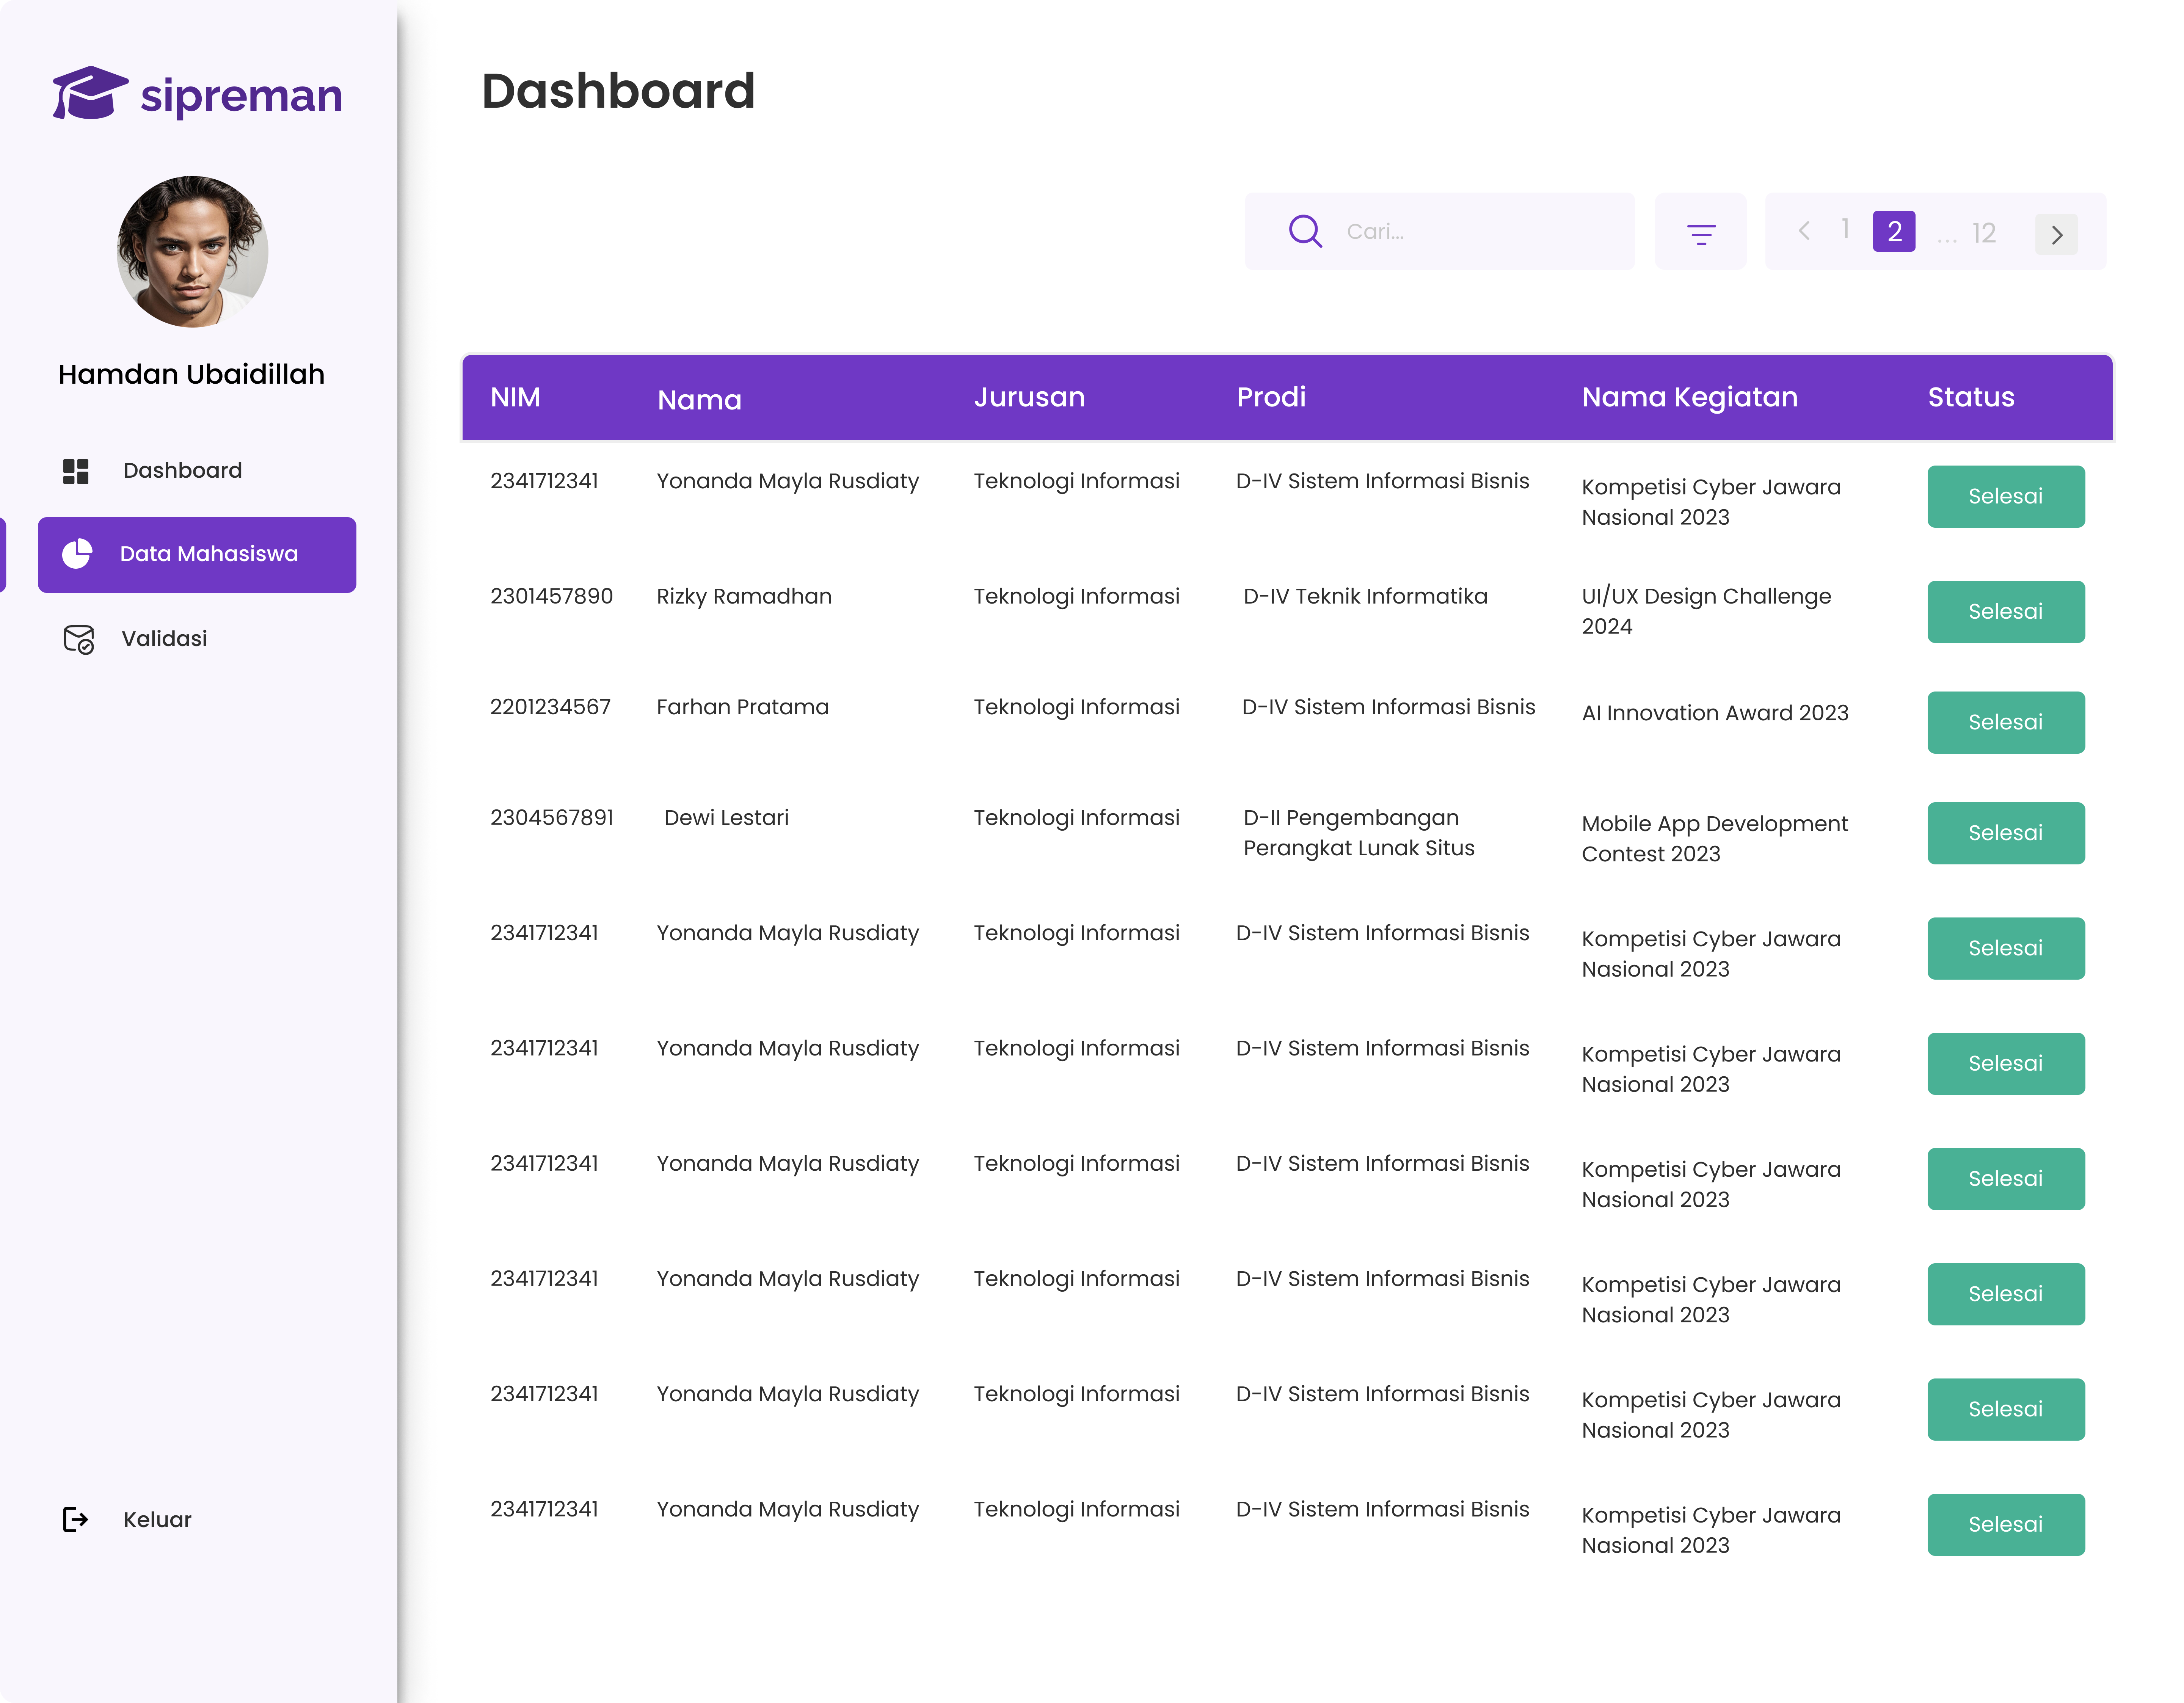 sipreman
Hamdan Ubaidillah
Dashboard
Data Mahasiswa
Validasi
Keluar
Dashboard
Cari...
1 2 ... 12
NIM Nama Jurusan Prodi Nama Kegiatan Status
2341712341 Yonanda Mayla Rusdiaty Teknologi Informasi D-IV Sistem Informasi Bisnis Kompetisi Cyber Jawara Selesai
Nasional 2023
2301457890 Rizky Ramadhan Teknologi Informasi D-IV Teknik Informatika UI/UX Design Challenge Selesai
2024
2201234567 Farhan Pratama Teknologi Informasi D-IV Sistem Informasi Bisnis AI Innovation Award 2023 Selesai
2304567891 Dewi Lestari Teknologi Informasi D-II Pengembangan Mobile App Development Selesai
Perangkat Lunak Situs Contest 2023
2341712341 Yonanda Mayla Rusdiaty Teknologi Informasi D-IV Sistem Informasi Bisnis Kompetisi Cyber Jawara Selesai
Nasional 2023
2341712341 Yonanda Mayla Rusdiaty Teknologi Informasi D-IV Sistem Informasi Bisnis Kompetisi Cyber Jawara Selesai
Nasional 2023
2341712341 Yonanda Mayla Rusdiaty Teknologi Informasi D-IV Sistem Informasi Bisnis Kompetisi Cyber Jawara Selesai
Nasional 2023
2341712341 Yonanda Mayla Rusdiaty Teknologi Informasi D-IV Sistem Informasi Bisnis Kompetisi Cyber Jawara Selesai
Nasional 2023
2341712341 Yonanda Mayla Rusdiaty Teknologi Informasi D-IV Sistem Informasi Bisnis Kompetisi Cyber Jawara Selesai
Nasional 2023
2341712341 Yonanda Mayla Rusdiaty Teknologi Informasi D-IV Sistem Informasi Bisnis Kompetisi Cyber Jawara Selesai
Nasional 2023